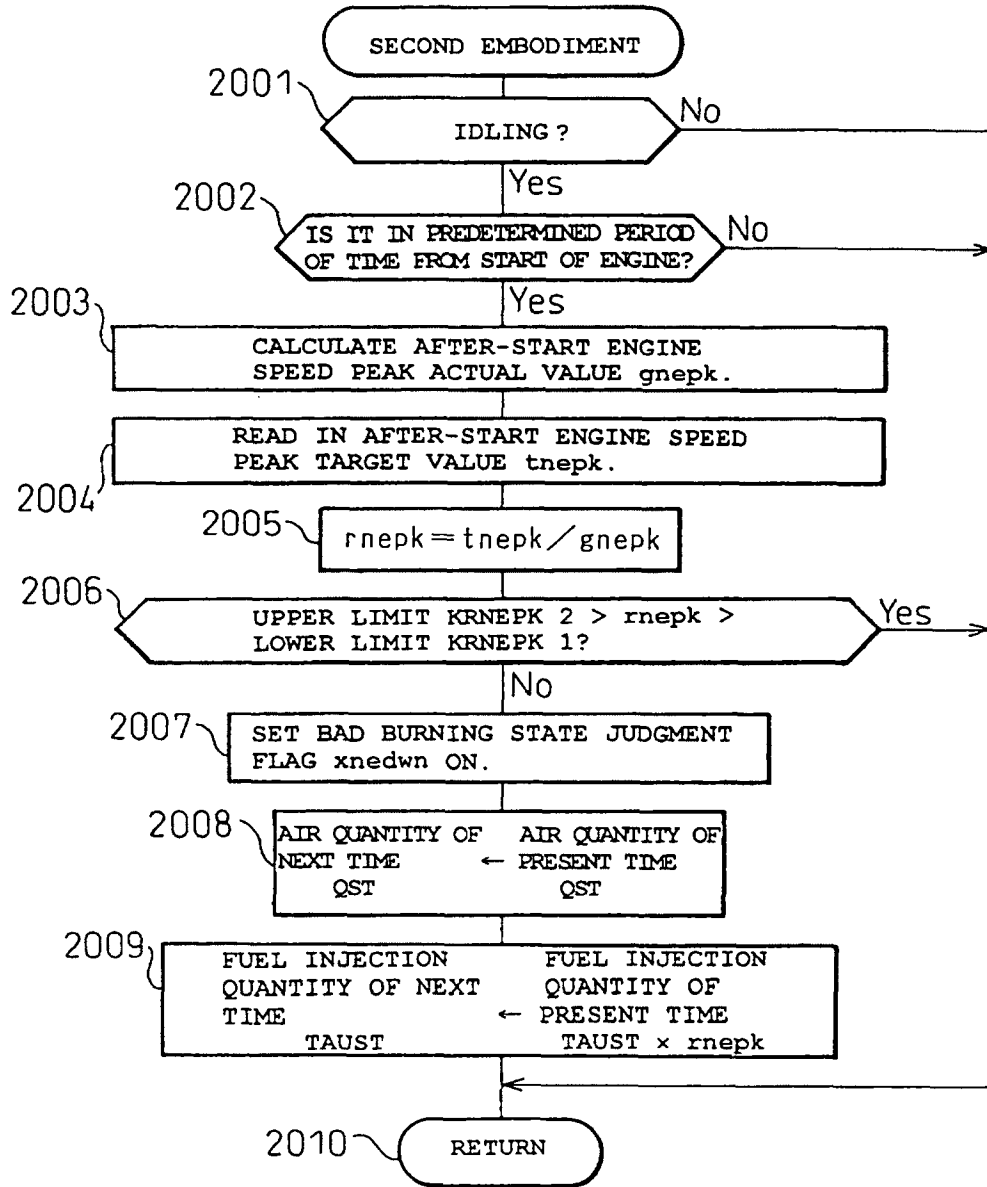 SECOND EMBODIMENT
2001
IDLING ?
No
Yes
2002
IS IT IN PREDETERMINED PERIOD
OF TIME FROM START OF ENGINE?
No
Yes
2003
CALCULATE AFTER-START ENGINE
SPEED PEAK ACTUAL VALUE gnepk.
READ IN AFTER-START ENGINE SPEED
PEAK TARGET VALUE tnepk.
2004
2005
rnepk=tnepk/gnepk
2006
UPPER LIMIT KRNEPK 2 > rnepk >
LOWER LIMIT KRNEPK 1?
Yes
No
2007
SET BAD BURNING STATE JUDGMENT
FLAG xnedwn ON.
2008
AIR QUANTITY OF AIR QUANTITY OF
NEXT TIME ← PRESENT TIME
QST QST
2009
FUEL INJECTION FUEL INJECTION
QUANTITY OF NEXT QUANTITY OF
TIME ← PRESENT TIME
TAUST TAUST × rnepk
2010
RETURN